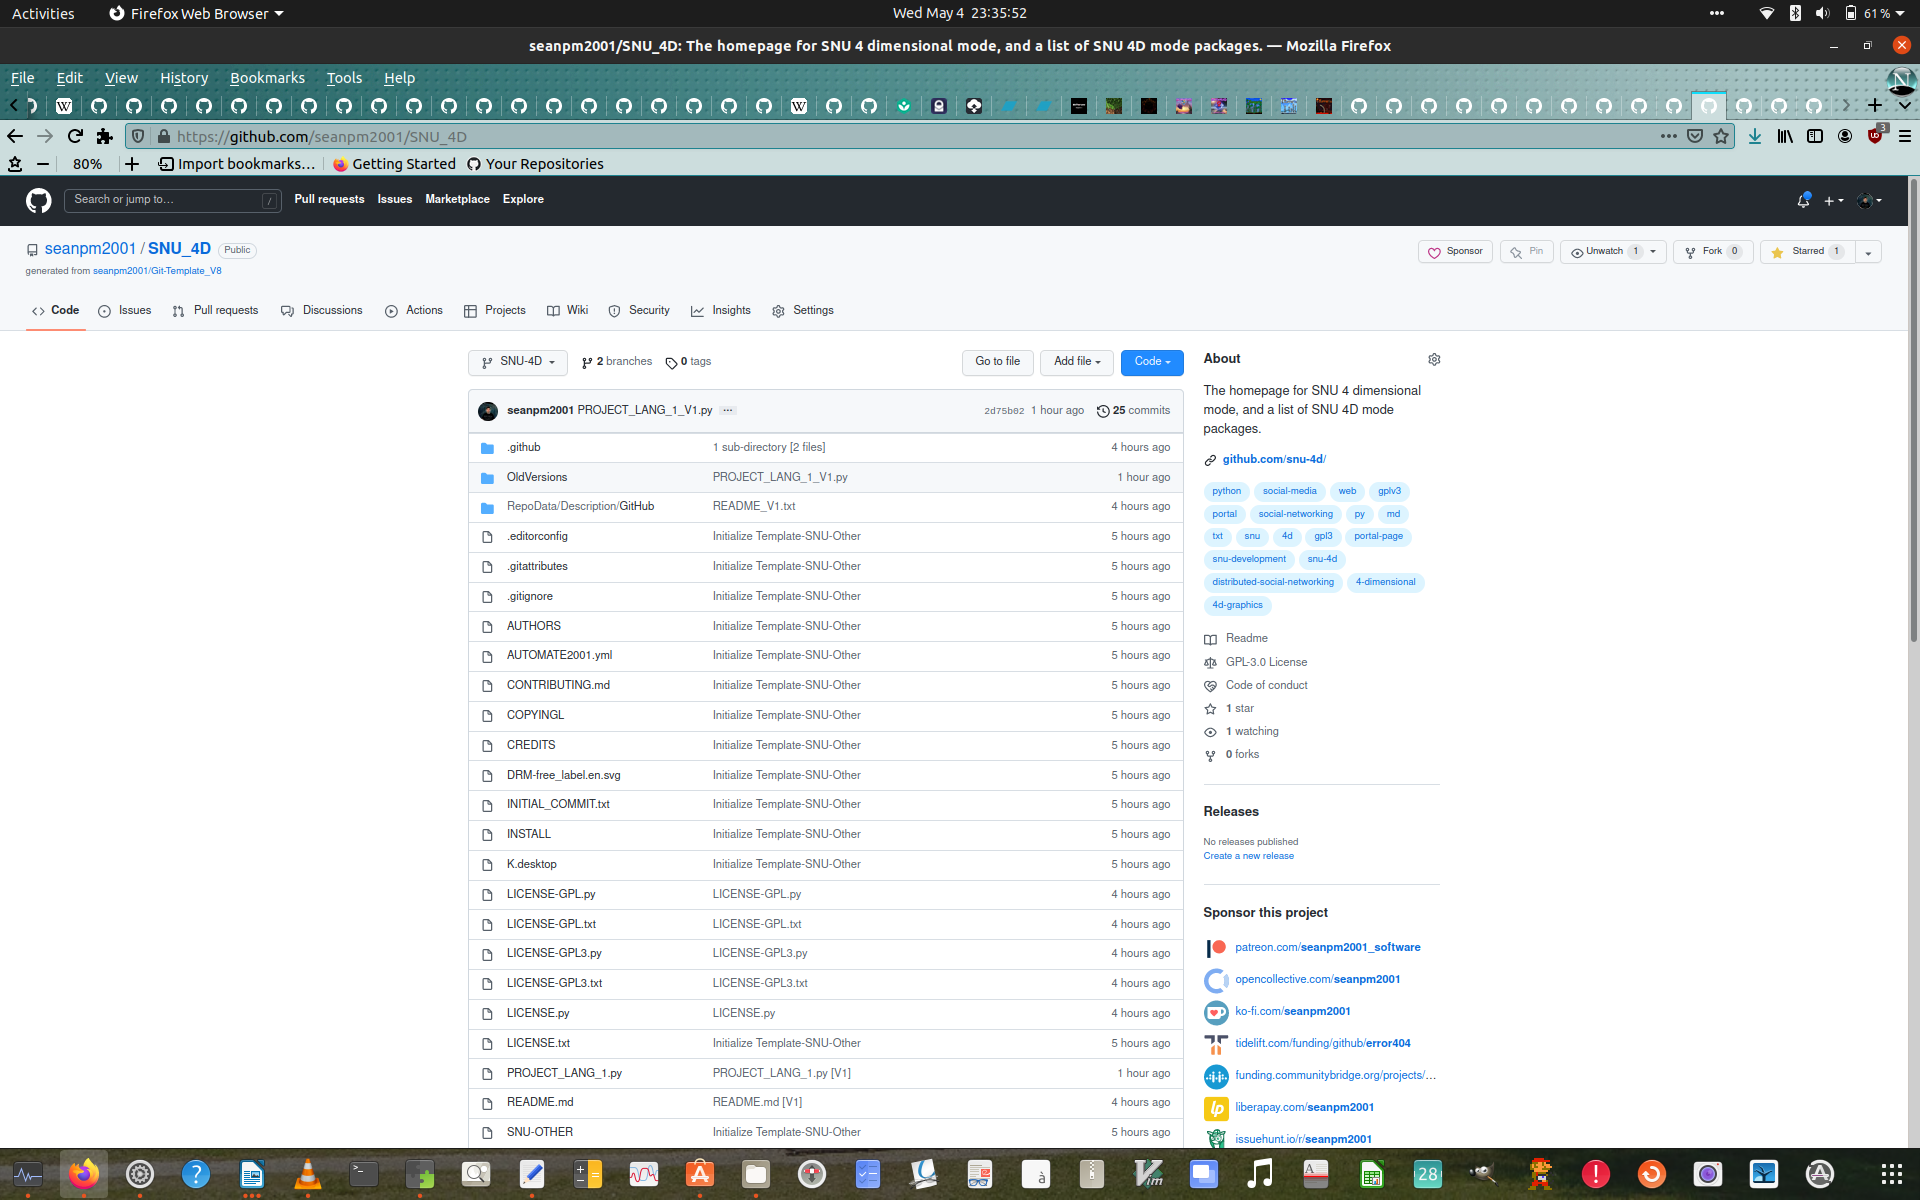 Activities Firefox Web Browser Wed May 4 23:35:52 61 %
seanpm2001/SNU_4D: The homepage for SNU 4 dimensional mode, and a list of SNU 4D mode packages. — Mozilla Firefox
File Edit View History Bookmarks Tools Help
https://github.com/seanpm2001/SNU_4D 3
80% Import bookmarks… Getting Started Your Repositories
Search or jump to… / Pull requests Issues Marketplace Explore
seanpm2001 / SNU_4D Public Sponsor Pin Unwatch 1 Fork 0 Starred 1
generated from seanpm2001/Git-Template_V8
Code Issues Pull requests Discussions Actions Projects Wiki Security Insights Settings
SNU-4D 2 branches 0 tags Go to file Add file Code
seanpm2001 PROJECT_LANG_1_V1.py ... 2d75b02 1 hour ago 25 commits
.github 1 sub-directory [2 files] 4 hours ago
OldVersions PROJECT_LANG_1_V1.py 1 hour ago
RepoData/Description/GitHub README_V1.txt 4 hours ago
.editorconfig Initialize Template-SNU-Other 5 hours ago
.gitattributes Initialize Template-SNU-Other 5 hours ago
.gitignore Initialize Template-SNU-Other 5 hours ago
AUTHORS Initialize Template-SNU-Other 5 hours ago
AUTOMATE2001.yml Initialize Template-SNU-Other 5 hours ago
CONTRIBUTING.md Initialize Template-SNU-Other 5 hours ago
COPYINGL Initialize Template-SNU-Other 5 hours ago
CREDITS Initialize Template-SNU-Other 5 hours ago
DRM-free_label.en.svg Initialize Template-SNU-Other 5 hours ago
INITIAL_COMMIT.txt Initialize Template-SNU-Other 5 hours ago
INSTALL Initialize Template-SNU-Other 5 hours ago
K.desktop Initialize Template-SNU-Other 5 hours ago
LICENSE-GPL.py LICENSE-GPL.py 4 hours ago
LICENSE-GPL.txt LICENSE-GPL.txt 4 hours ago
LICENSE-GPL3.py LICENSE-GPL3.py 4 hours ago
LICENSE-GPL3.txt LICENSE-GPL3.txt 4 hours ago
LICENSE.py LICENSE.py 4 hours ago
LICENSE.txt Initialize Template-SNU-Other 5 hours ago
PROJECT_LANG_1.py PROJECT_LANG_1.py [V1] 1 hour ago
README.md README.md [V1] 4 hours ago
SNU-OTHER Initialize Template-SNU-Other 5 hours ago
About
The homepage for SNU 4 dimensional
mode, and a list of SNU 4D mode
packages.
github.com/snu-4d/
python social-media web gplv3
portal social-networking py md
txt snu 4d gpl3 portal-page
snu-development snu-4d
distributed-social-networking 4-dimensional
4d-graphics
Readme
GPL-3.0 License
Code of conduct
1 star
1 watching
0 forks
Releases
No releases published
Create a new release
Sponsor this project
patreon.com/seanpm2001_software
opencollective.com/seanpm2001
ko-fi.com/seanpm2001
tidelift.com/funding/github/error404
funding.communitybridge.org/projects/…
liberapay.com/seanpm2001
issuehunt.io/r/seanpm2001
28